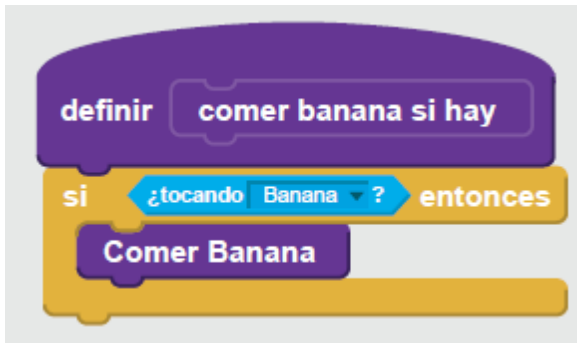 definir comer banana si hay
si ¿tocando Banana ? entonces
Comer Banana